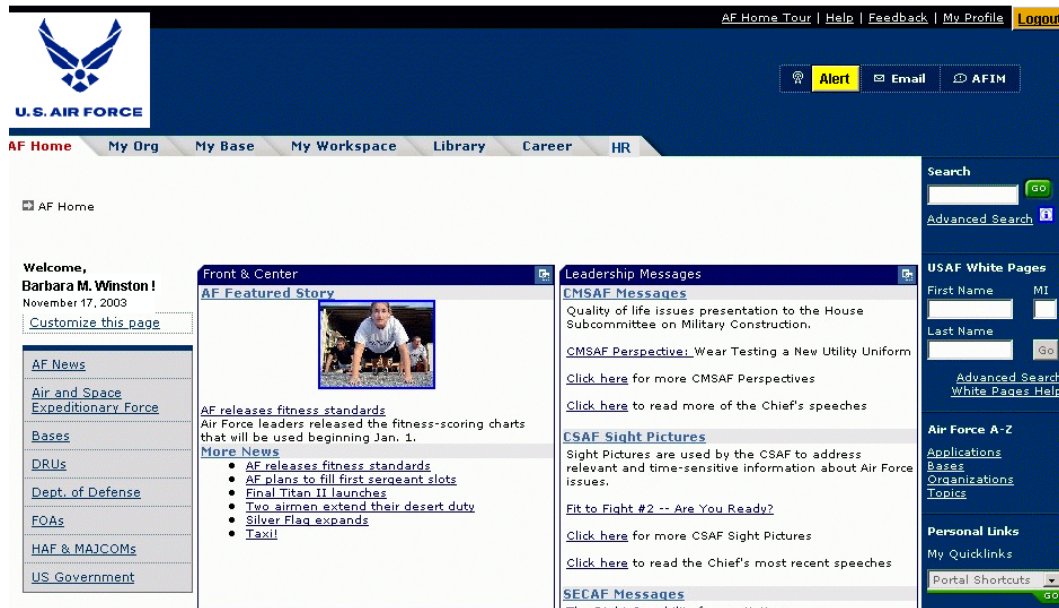 AF Home Tour | Help | Feedback | My Profile
Logout
U.S. AIR FORCE
Alert
Email
AFIM
AF Home
My Org
My Base
My Workspace
Library
Career
HR
AF Home
Welcome,
Barbara M. Winston !
November 17, 2003
Customize this page
AF News
Air and Space
Expeditionary Force
Bases
DRUs
Dept. of Defense
FOAs
HAF & MAJCOMs
US Government
Front & Center
AF Featured Story
AF releases fitness standards
Air Force leaders released the fitness-scoring charts
that will be used beginning Jan. 1.
More News
AF releases fitness standards
AF plans to fill first sergeant slots
Final Titan II launches
Two airmen extend their desert duty
Silver Flag expands
Taxi!
Leadership Messages
CMSAF Messages
Quality of life issues presentation to the House
Subcommittee on Military Construction.
CMSAF Perspective: Wear Testing a New Utility Uniform
Click here for more CMSAF Perspectives
Click here to read more of the Chief's speeches
CSAF Sight Pictures
Sight Pictures are used by the CSAF to address
relevant and time-sensitive information about Air Force
issues.
Fit to Fight #2 -- Are You Ready?
Click here for more CSAF Sight Pictures
Click here to read the Chief's most recent speeches
SECAF Messages
Search
GO
Advanced Search
USAF White Pages
First Name MI
Last Name
Go
Advanced Search
White Pages Help
Air Force A-Z
Applications
Bases
Organizations
Topics
Personal Links
My Quicklinks
Portal Shortcuts
GO